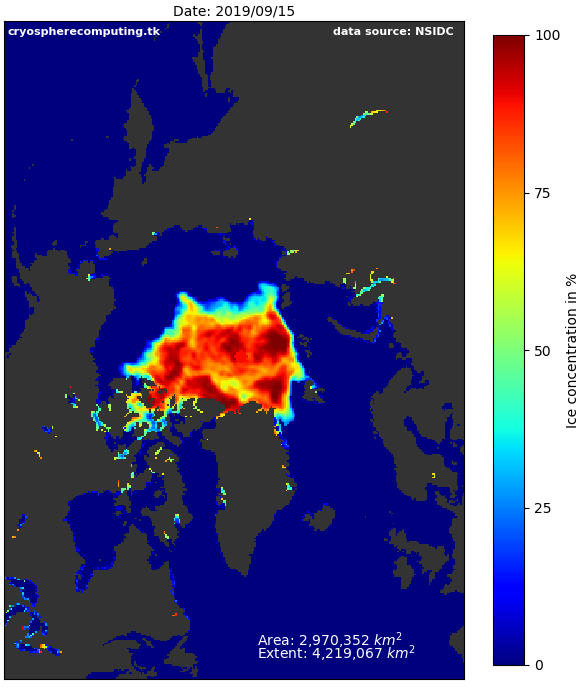 Date: 2019/09/15
cryospherecomputing.tk
data source: NSIDC
100
75
50
25
0
Ice concentration in %
Area: 2,970,352 km²
Extent: 4,219,067 km²